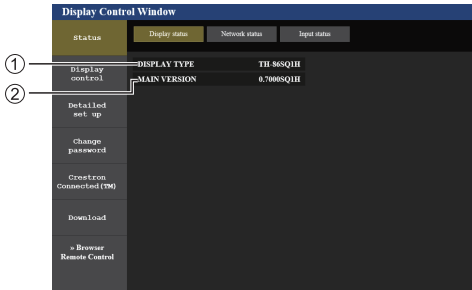 Display Control Window
Status
Display status
Network status
Input status
① DISPLAY TYPE TH-86SQ1H
② MAIN VERSION 0.7000SQ1H
Display
control
Detailed
set up
Change
password
Crestron
Connected(TM)
Download
» Browser
Remote Control